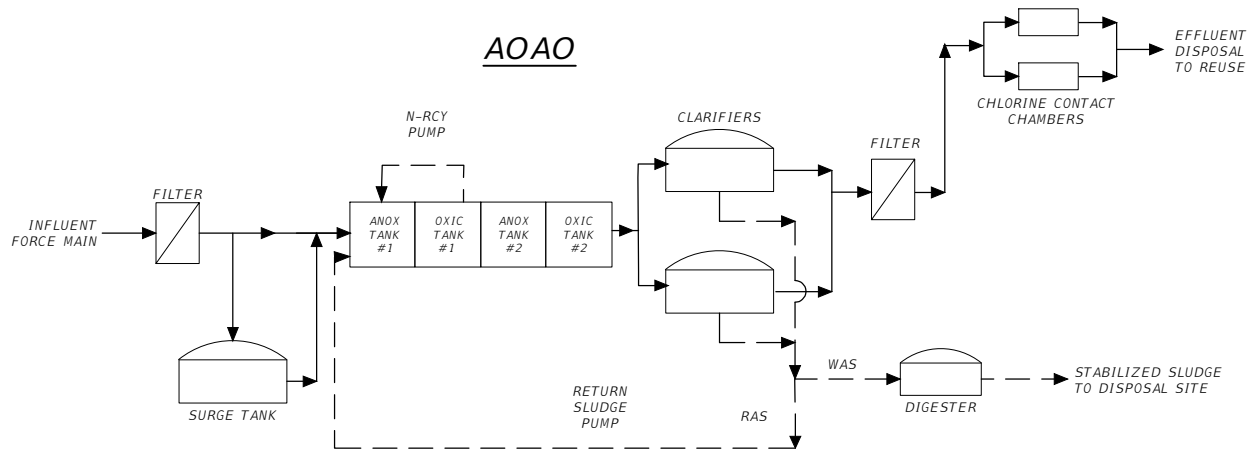 AOAO
EFFLUENT
DISPOSAL
TO REUSE
CHLORINE CONTACT
CHAMBERS
N-RCY
PUMP
CLARIFIERS
FILTER
FILTER
INFLUENT
FORCE MAIN
ANOX
TANK
#1
OXIC
TANK
#1
ANOX
TANK
#2
OXIC
TANK
#2
SURGE TANK
RETURN
SLUDGE
PUMP
WAS
RAS
DIGESTER
STABILIZED SLUDGE
TO DISPOSAL SITE